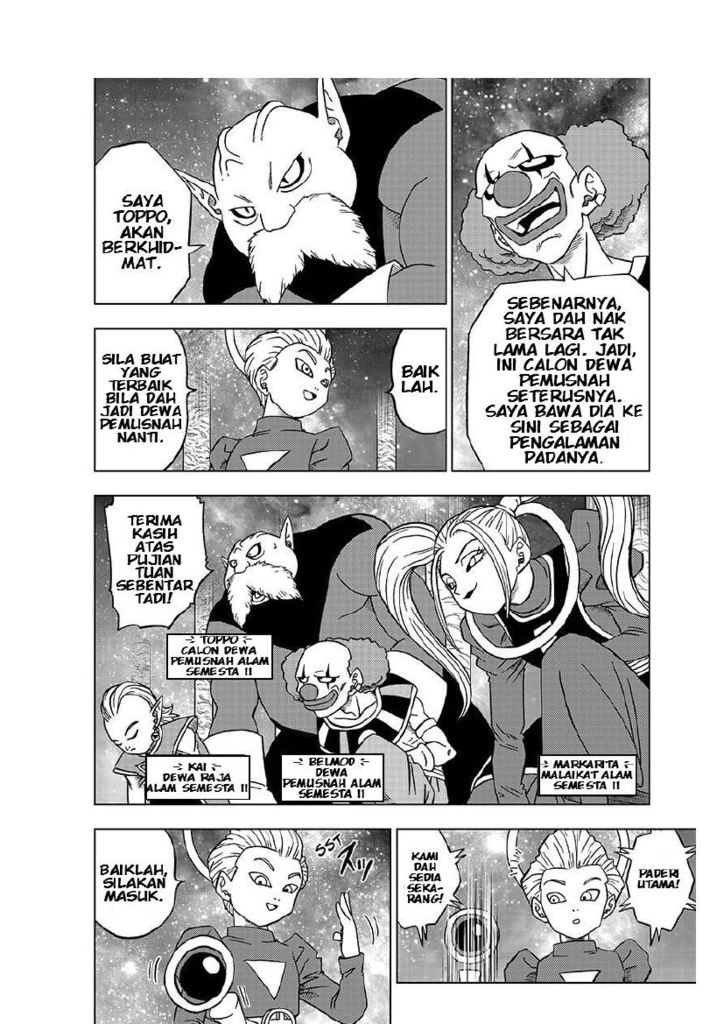 SAYA
TOPPO,
AKAN
BERKHID-
MAT.
SEBENARNYA,
SAYA DAH NAK
BERSARA TAK
LAMA LAGI. JADI,
INI CALON DEWA
PEMUSNAH
SETERUSNYA.
SAYA BAWA DIA KE
SINI SEBAGAI
PENGALAMAN
PADANYA.
SILA BUAT
YANG
TERBAIK
BILA DAH
JADI DEWA
PEMUSNAH
NANTI.
BAIK
LAH.
TERIMA
KASIH
ATAS
PUJIAN
TUAN
SEBENTAR
TADI!
TOPPO
CALON DEWA
PEMUSNAH ALAM
SEMESTA 11
KAI
DEWA RAJA
ALAM SEMESTA 11
BELMOD
DEWA
PEMUSNAH ALAM
SEMESTA 11
MARKARITA
MALAIKAT ALAM
SEMESTA 11
BAIKLAH,
SILAKAN
MASUK.
SST
スッ
KAMI
DAH
SEDIA
SEKA-
RANG!
PADERI
UTAMA!